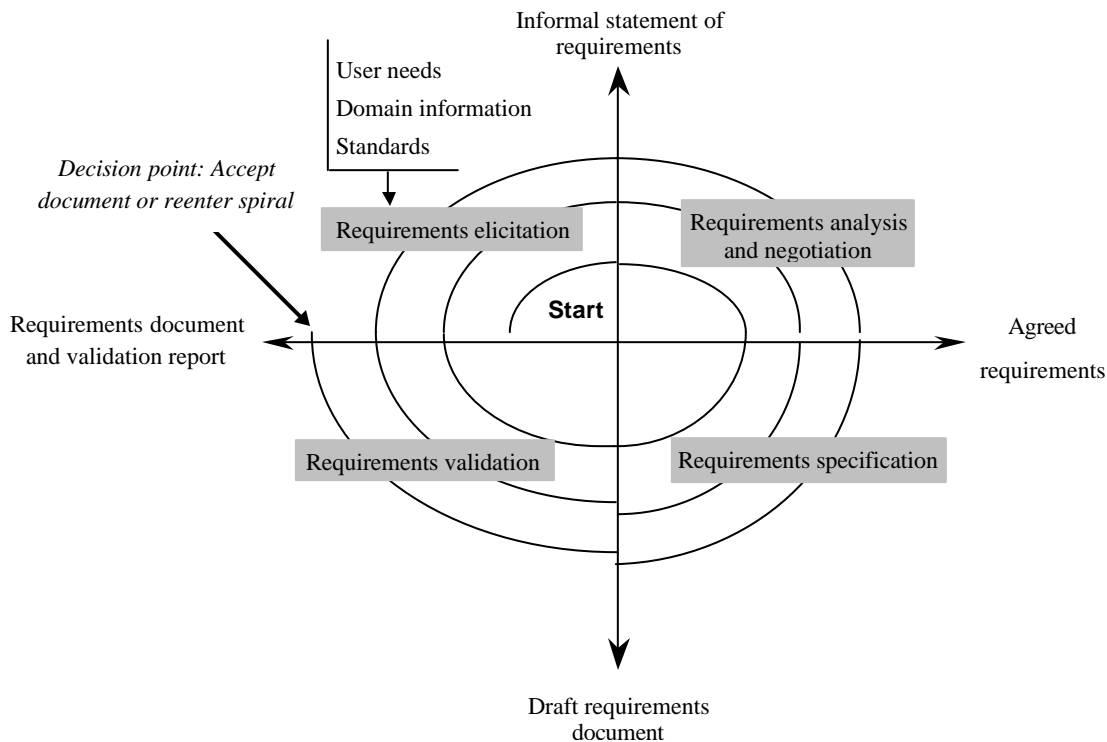 Informal statement of
requirements
User needs
Domain information
Standards
Decision point: Accept
document or reenter spiral
Requirements elicitation
Requirements analysis
and negotiation
Start
Requirements document
and validation report
Agreed
requirements
Requirements validation
Requirements specification
Draft requirements
document